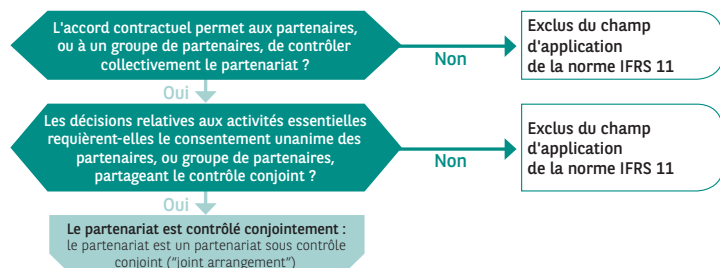 L'accord contractuel permet aux partenaires,
ou à un groupe de partenaires, de contrôler
collectivement le partenariat ?
Non
Exclus du champ
d'application
de la norme IFRS 11
Oui
Les décisions relatives aux activités essentielles
requièrent-elles le consentement unanime des
partenaires, ou groupe de partenaires,
partageant le contrôle conjoint ?
Non
Exclus du champ
d'application
de la norme IFRS 11
Oui
Le partenariat est contrôlé conjointement :
le partenariat est un partenariat sous contrôle
conjoint ("joint arrangement")